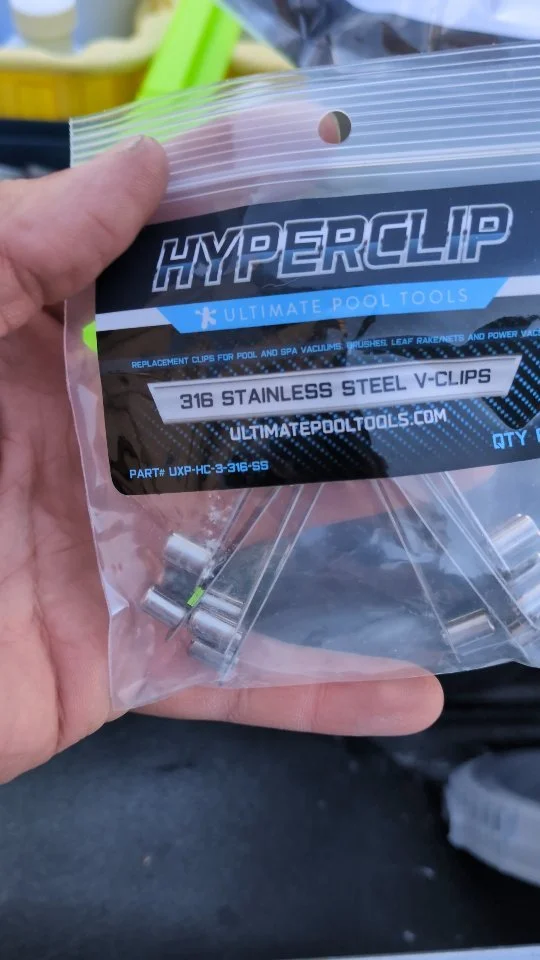 HYPERCLIP
ULTIMATE POOL TOOLS
REPLACEMENT CLIPS FOR POOL AND SPA VACUUMS, BRUSHES, LEAF RAKE/NETS AND POWER
316 STAINLESS STEEL V-CLIPS
ULTIMATEPOOLTOOLS.COM
QTY
PART# UXP-HC-3-316-SS